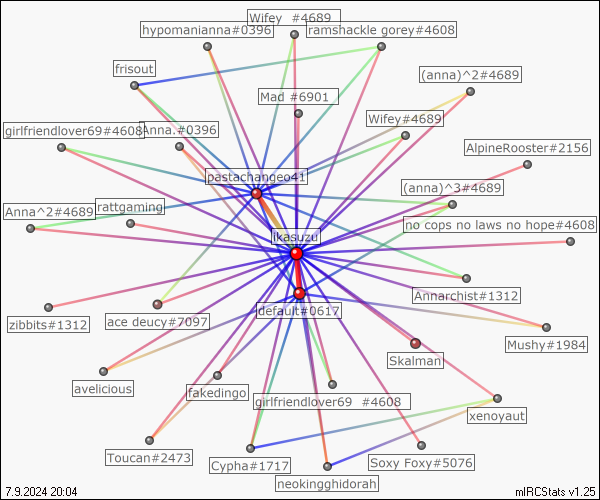 Wifey #4689
hypomanianna#0396
ramshackle gorey#4608
frisout
(anna)^2#4689
Mad #6901
Wifey#4689
girlfriendlover69#4608
Anna.#0396
AlpineRooster#2156
pastachangeo41
(anna)^3#4689
Anna^2#4689
rattgaming
no cops no laws no hope#4608
ikasuzu
Annarchist#1312
default#0617
zibbits#1312
ace deucy#7097
Mushy#1984
Skalman
avelicious
fakedingo
girlfriendlover69 #4608
xenoyaut
Toucan#2473
Cypha#1717
Soxy Foxy#5076
neokingghidorah
7.9.2024 20:04
mIRCStats v1.25